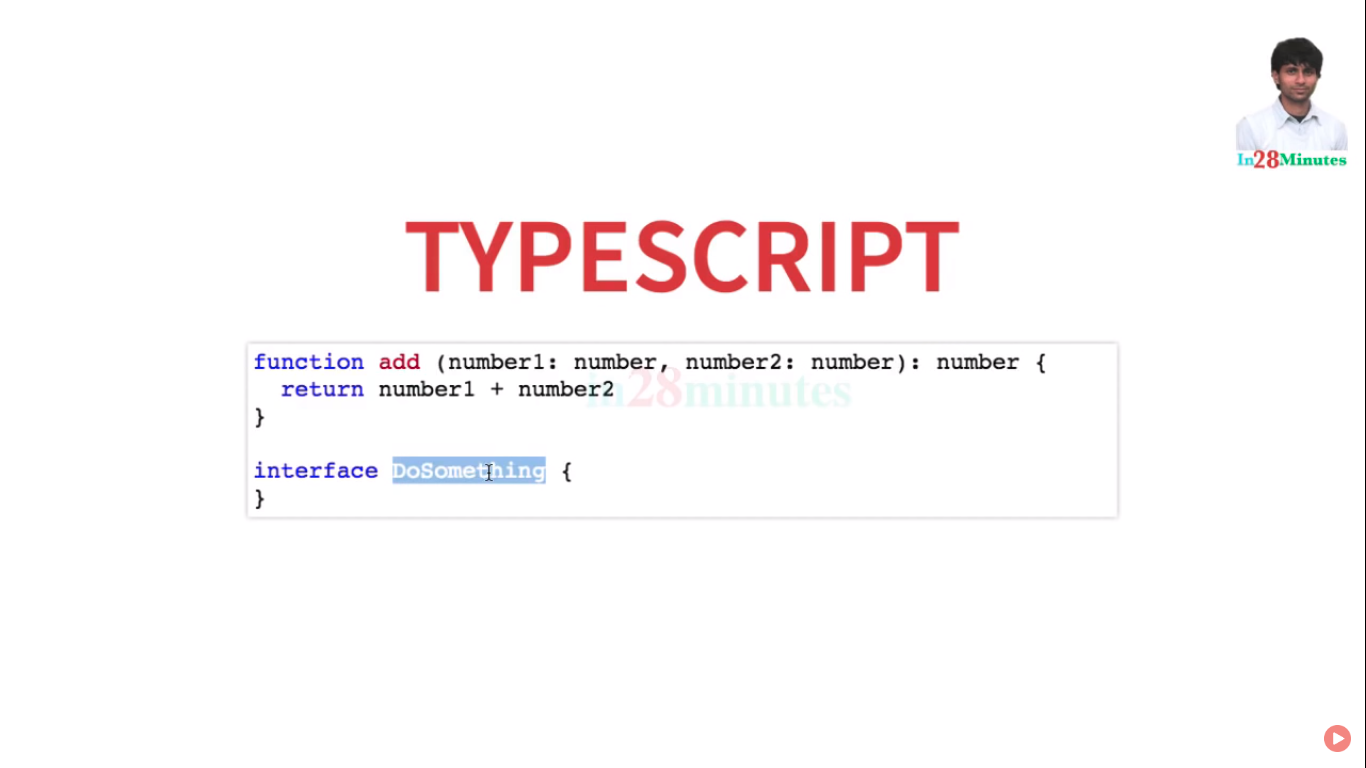 In28Minutes
TYPESCRIPT
function add (number1: number, number2: number): number {
  return number1 + number2
}
in28minutes
interface DoSomething {
}